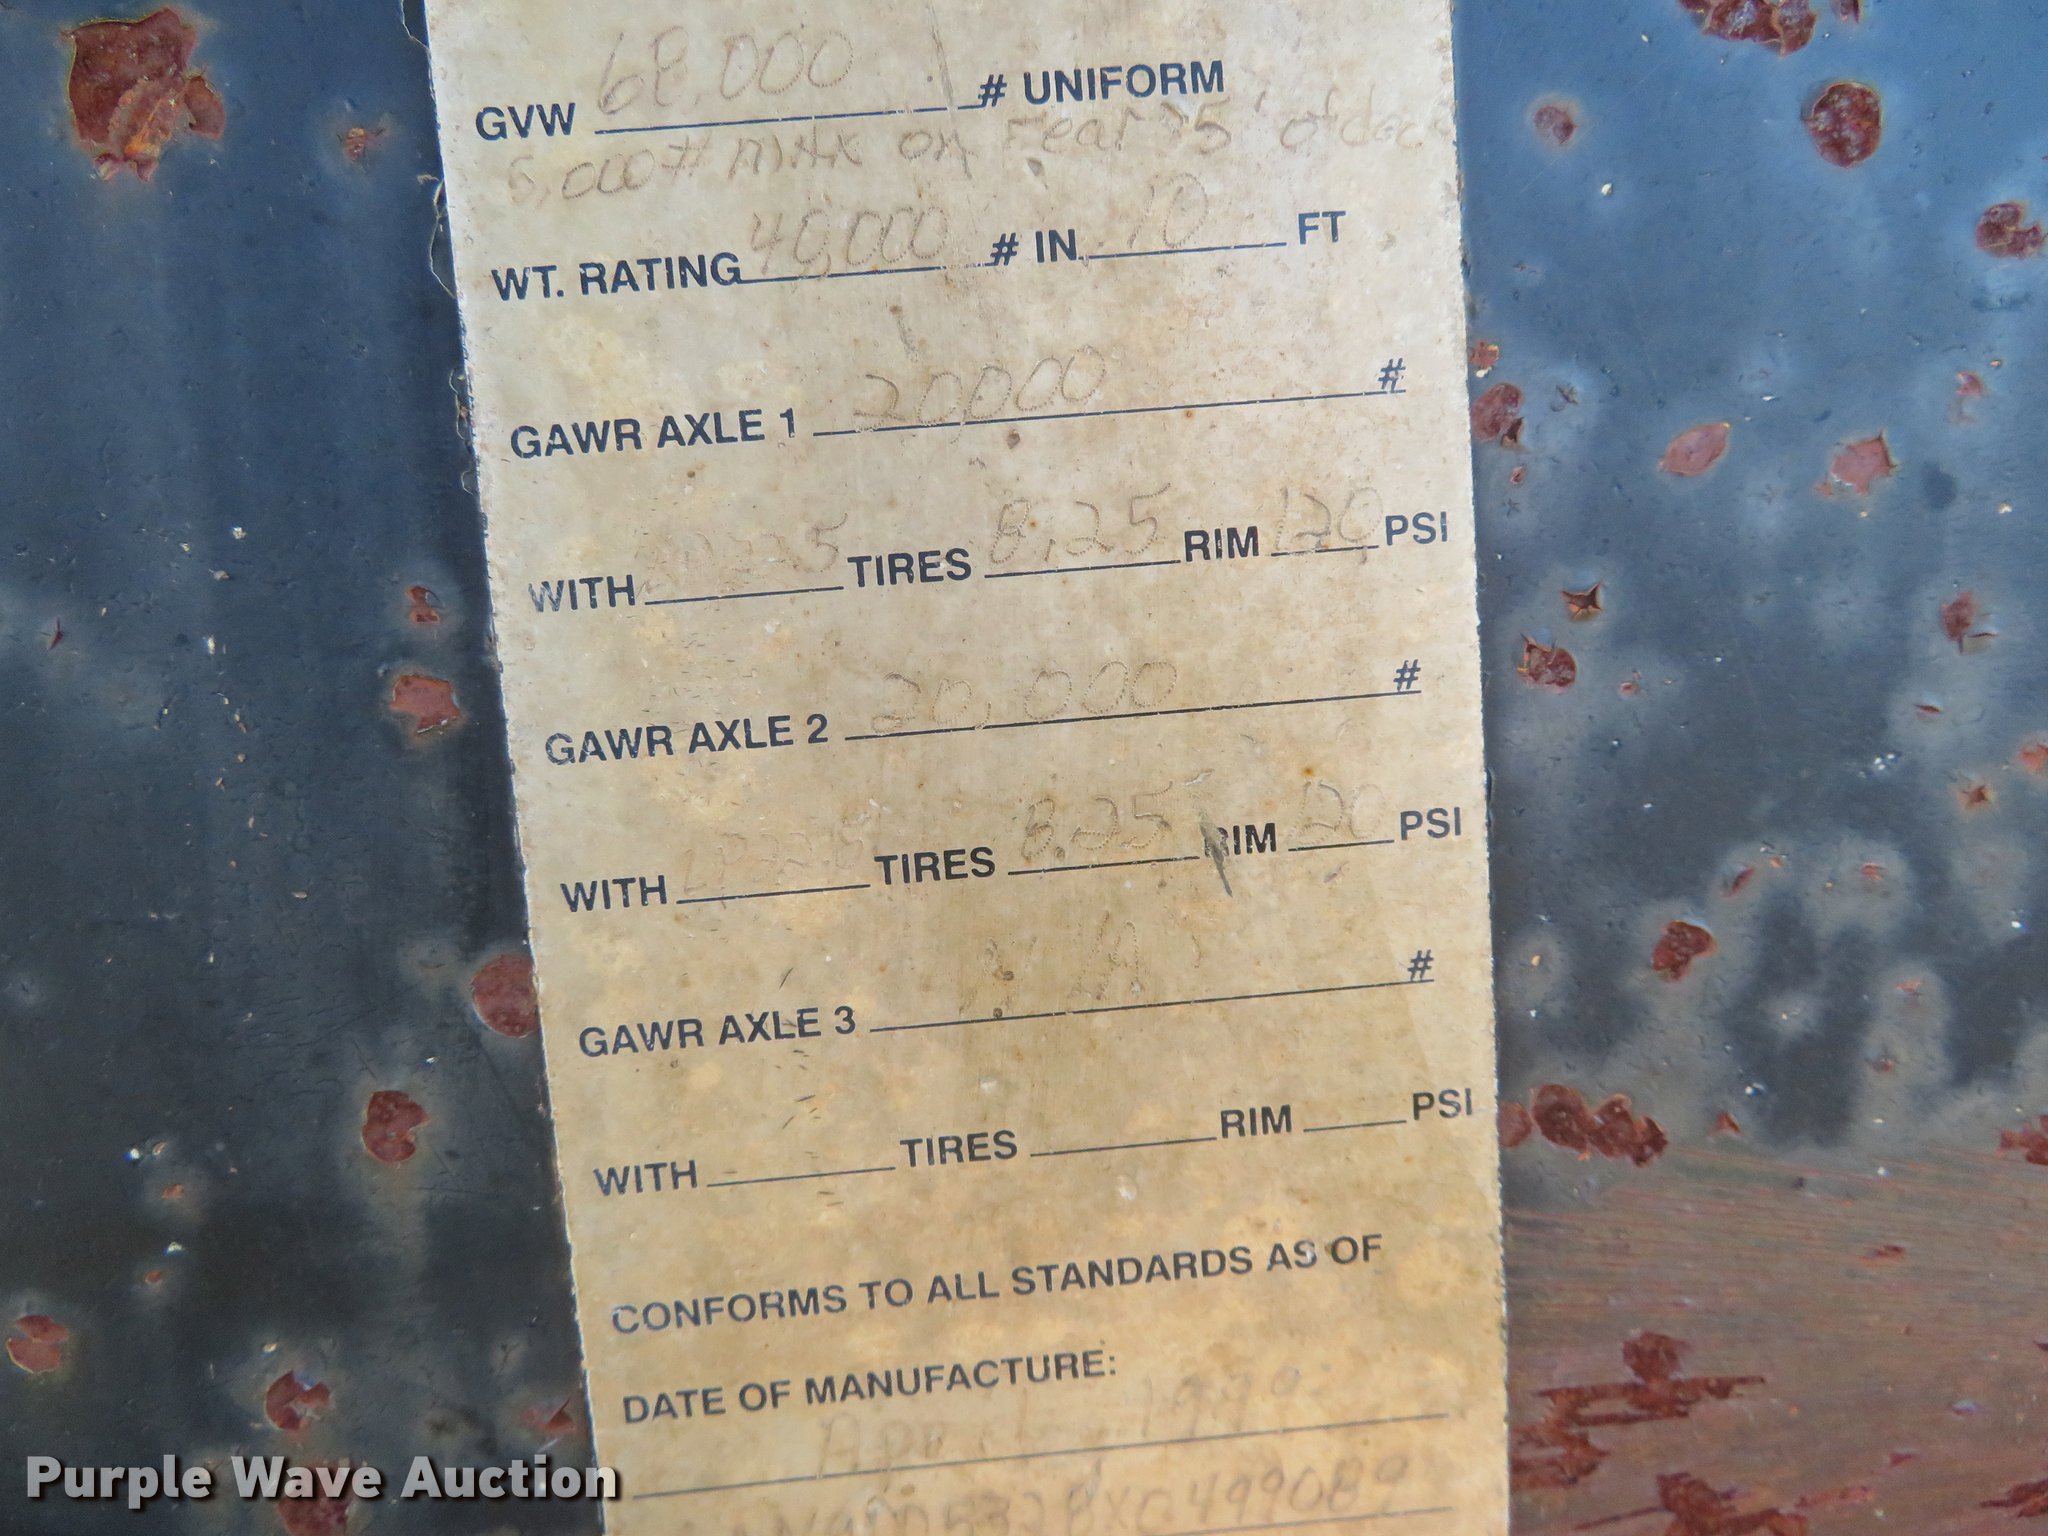 GVW 68,000 # UNIFORM
5,000# MAX on rear 5' of deck
WT. RATING 40,000 # IN 10 FT
GAWR AXLE 1 20,000 #
WITH TIRES 8.25 RIM 120 PSI
GAWR AXLE 2 20,000 #
WITH TIRES 8.25 RIM 120 PSI
GAWR AXLE 3 N/A #
WITH TIRES RIM PSI
CONFORMS TO ALL STANDARDS AS OF
DATE OF MANUFACTURE:
April 1999
Purple Wave Auction